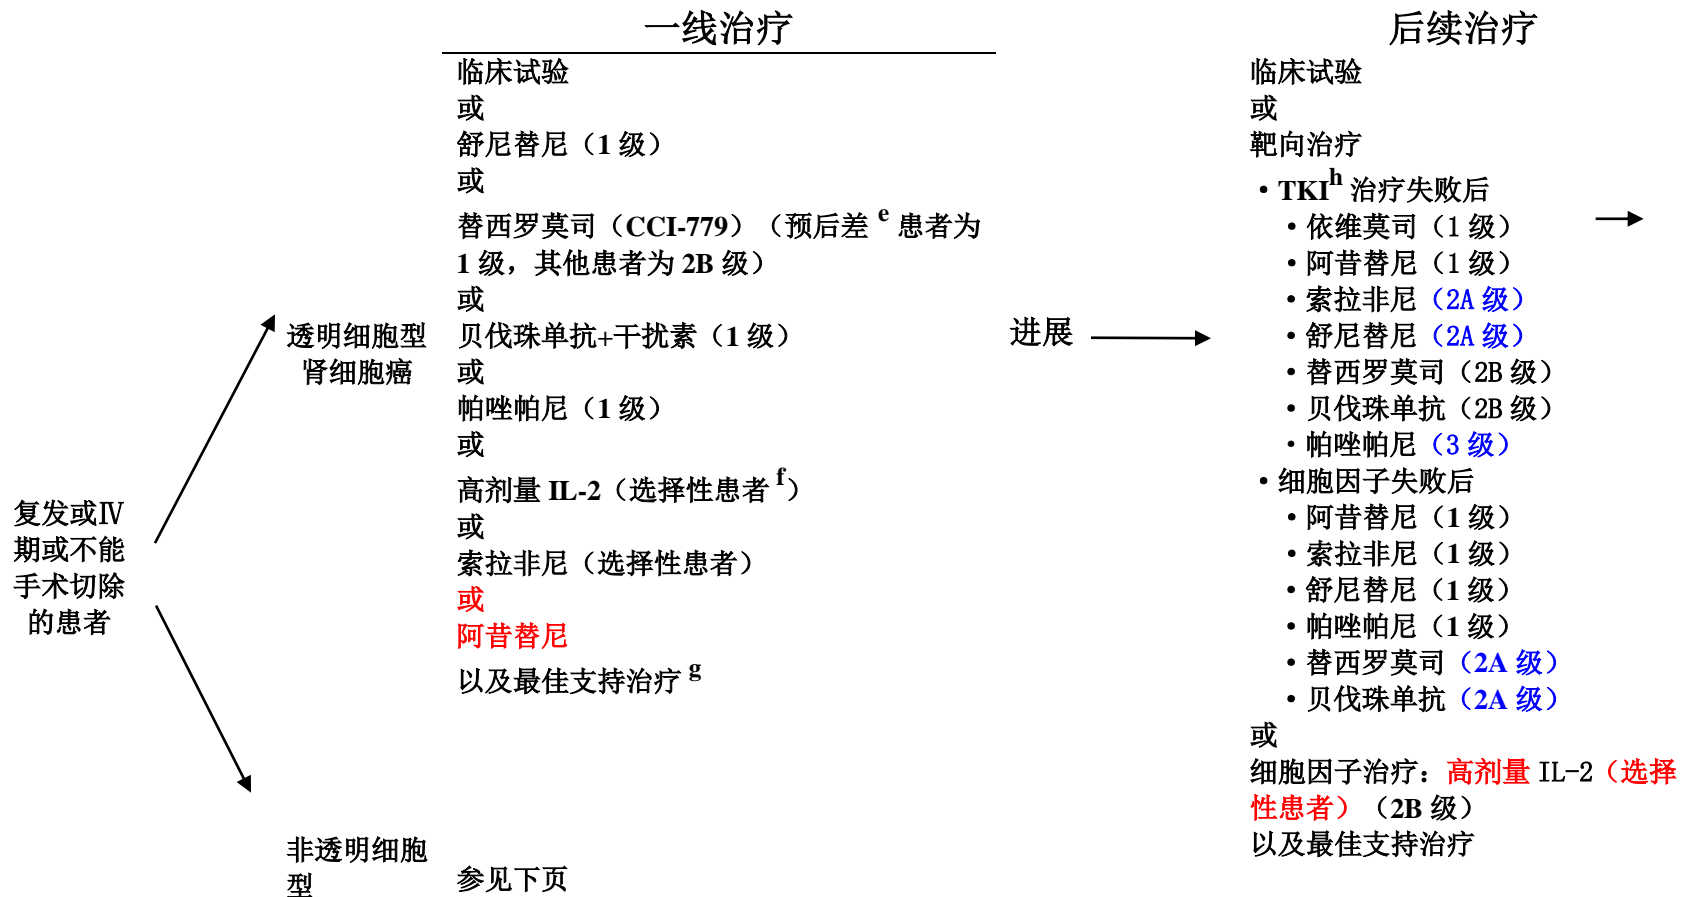 一线治疗
临床试验
或
舒尼替尼（1 级）
或
替西罗莫司（CCI-779）（预后差 e 患者为
1 级，其他患者为 2B 级）
或
贝伐珠单抗+干扰素（1 级）
或
帕唑帕尼（1 级）
或
高剂量 IL-2（选择性患者 f）
或
索拉非尼（选择性患者）
或
阿昔替尼
以及最佳支持治疗 g
透明细胞型
肾细胞癌
复发或Ⅳ
期或不能
手术切除
的患者
非透明细胞
型
参见下页
进展
后续治疗
临床试验
或
靶向治疗
·TKIh 治疗失败后
·依维莫司（1 级）
·阿昔替尼（1 级）
·索拉非尼（2A 级）
·舒尼替尼（2A 级）
·替西罗莫司（2B 级）
·贝伐珠单抗（2B 级）
·帕唑帕尼（3 级）
·细胞因子失败后
·阿昔替尼（1 级）
·索拉非尼（1 级）
·舒尼替尼（1 级）
·帕唑帕尼（1 级）
·替西罗莫司（2A 级）
·贝伐珠单抗（2A 级）
或
细胞因子治疗：高剂量 IL-2（选择
性患者）（2B 级）
以及最佳支持治疗